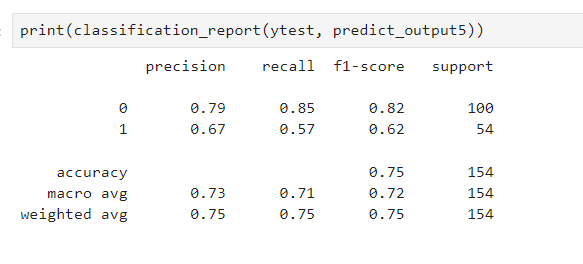 print(classification_report(ytest, predict_output5))
precision recall f1-score support
0 0.79 0.85 0.82 100
1 0.67 0.57 0.62 54
accuracy 0.75 154
macro avg 0.73 0.71 0.72 154
weighted avg 0.75 0.75 0.75 154